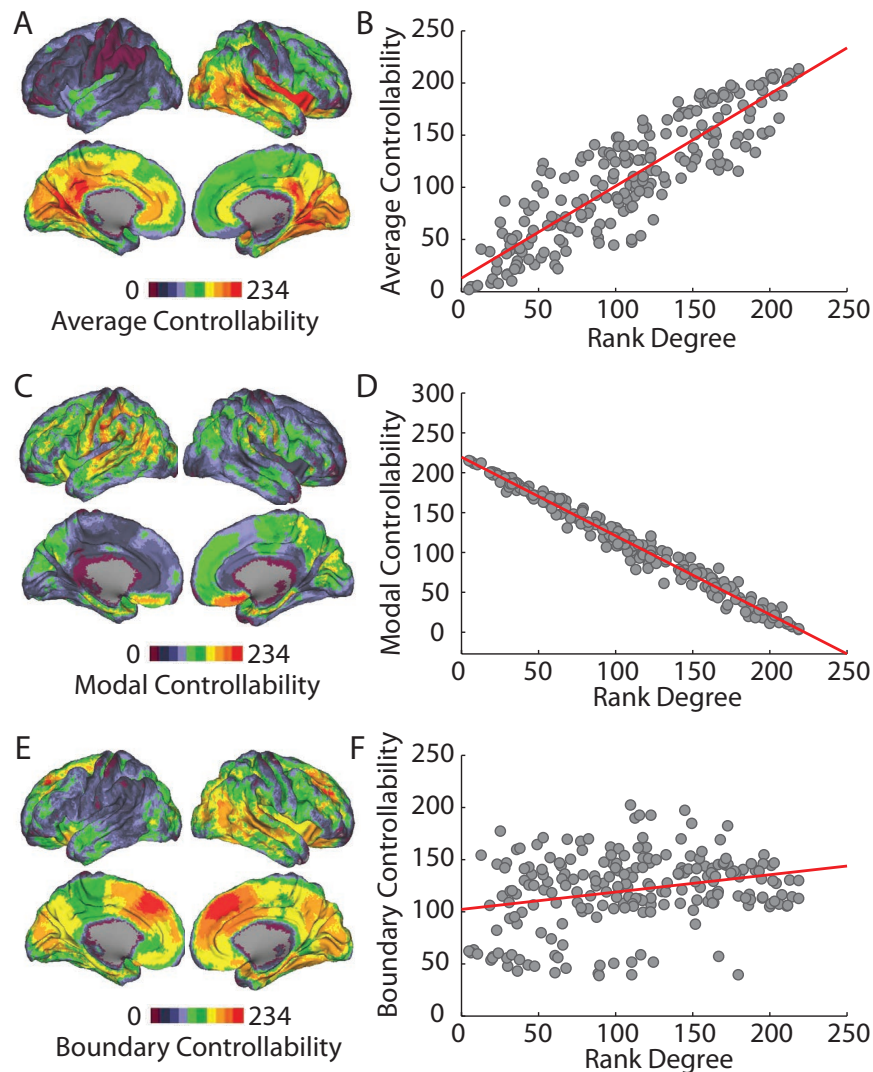 A
0 234
Average Controllability
B
Average Controllability
250
200
150
100
50
0
0 50 100 150 200 250
Rank Degree
C
0 234
Modal Controllability
D
Modal Controllability
300
250
200
150
100
50
0
0 50 100 150 200 250
Rank Degree
E
0 234
Boundary Controllability
F
Boundary Controllability
250
200
150
100
50
0
0 50 100 150 200 250
Rank Degree